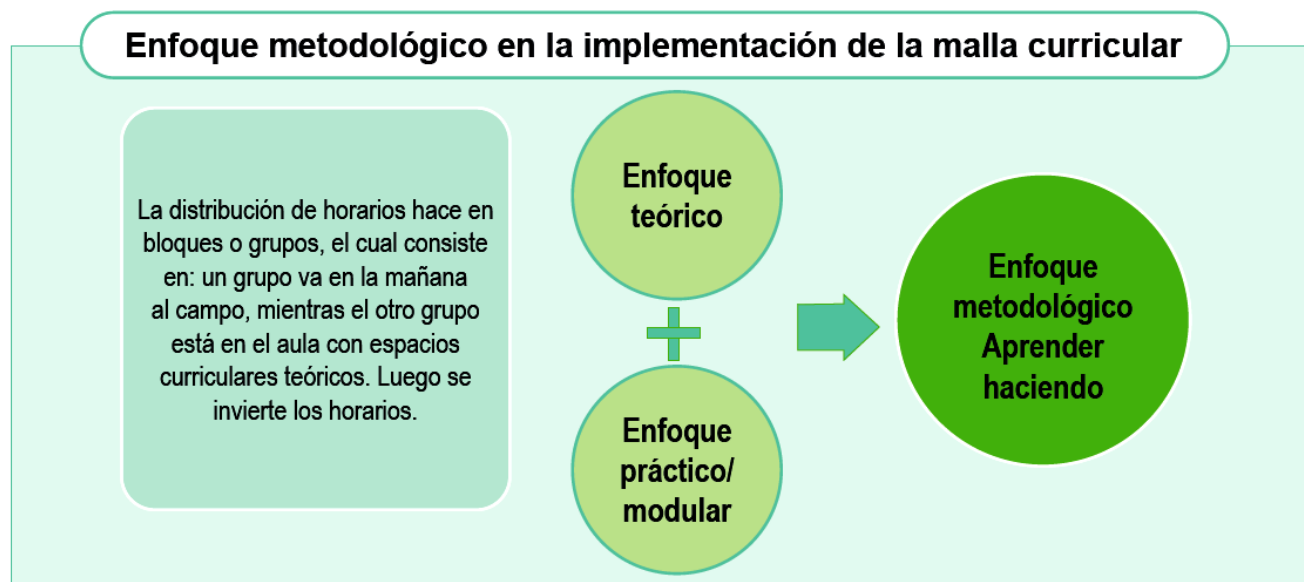 Enfoque metodológico en la implementación de la malla curricular
La distribución de horarios hace en
bloques o grupos, el cual consiste
en: un grupo va en la mañana
al campo, mientras el otro grupo
está en el aula con espacios
curriculares teóricos. Luego se
invierte los horarios.
Enfoque
teórico
Enfoque
práctico/
modular
Enfoque
metodológico
Aprender
haciendo